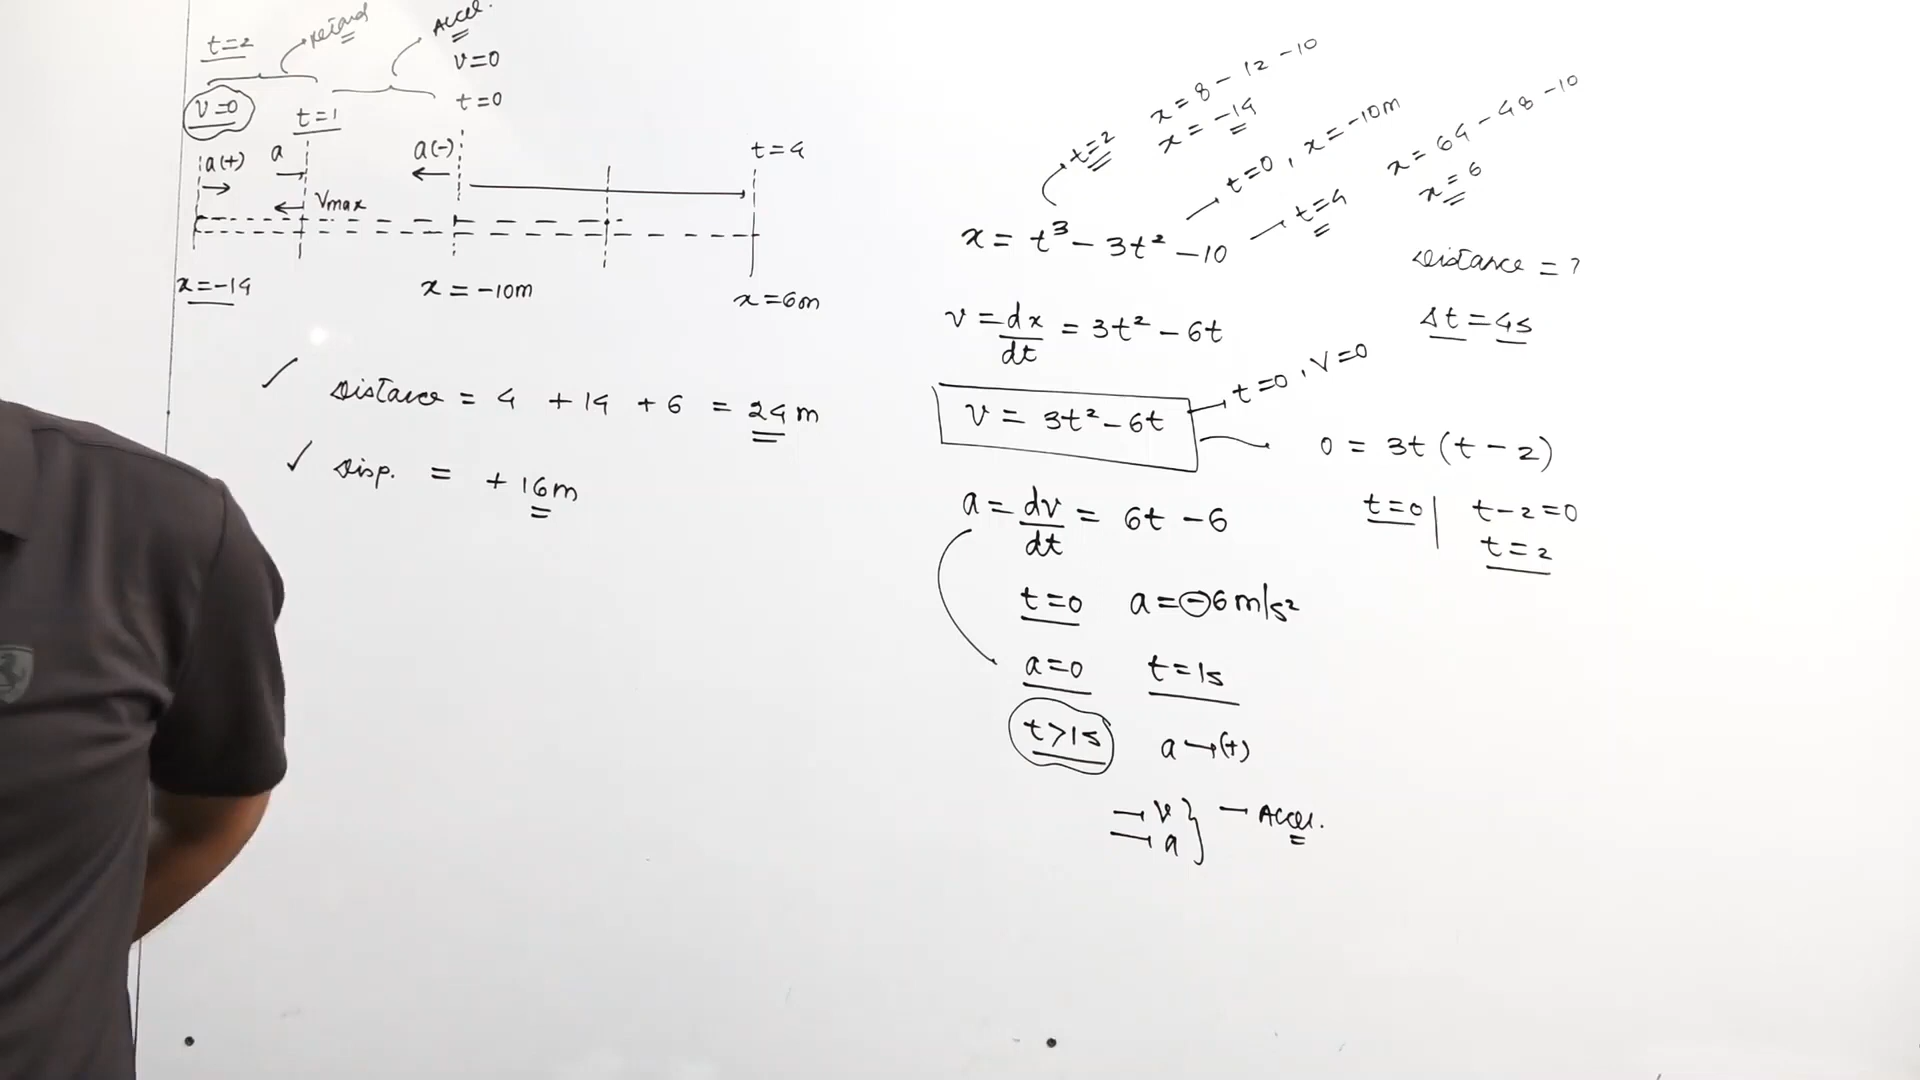 t=2
retard
Accel.
v=0
t=0
v=0
t=1
a(+)
a
a(-)
t=4
Vmax
x=-14
x = -10m
x=6m
Distance = 4 + 14 + 6 = 24 m
Disp. = + 16m
t=2
x = 8 - 12 - 10
x = -14
t=0, x=-10m
t=4
x = 64 - 48 - 10
x = 6
x = t³ - 3t² - 10
Distance = ?
Δt = 4s
v = dx/dt = 3t² - 6t
v = 3t² - 6t
t=0, v=0
0 = 3t (t - 2)
t=0 | t-2=0
t=2
a = dv/dt = 6t - 6
t=0 a=-6m/s²
a=0 t=1s
t>1s a→(+)
→ v } → Accel.
→ a